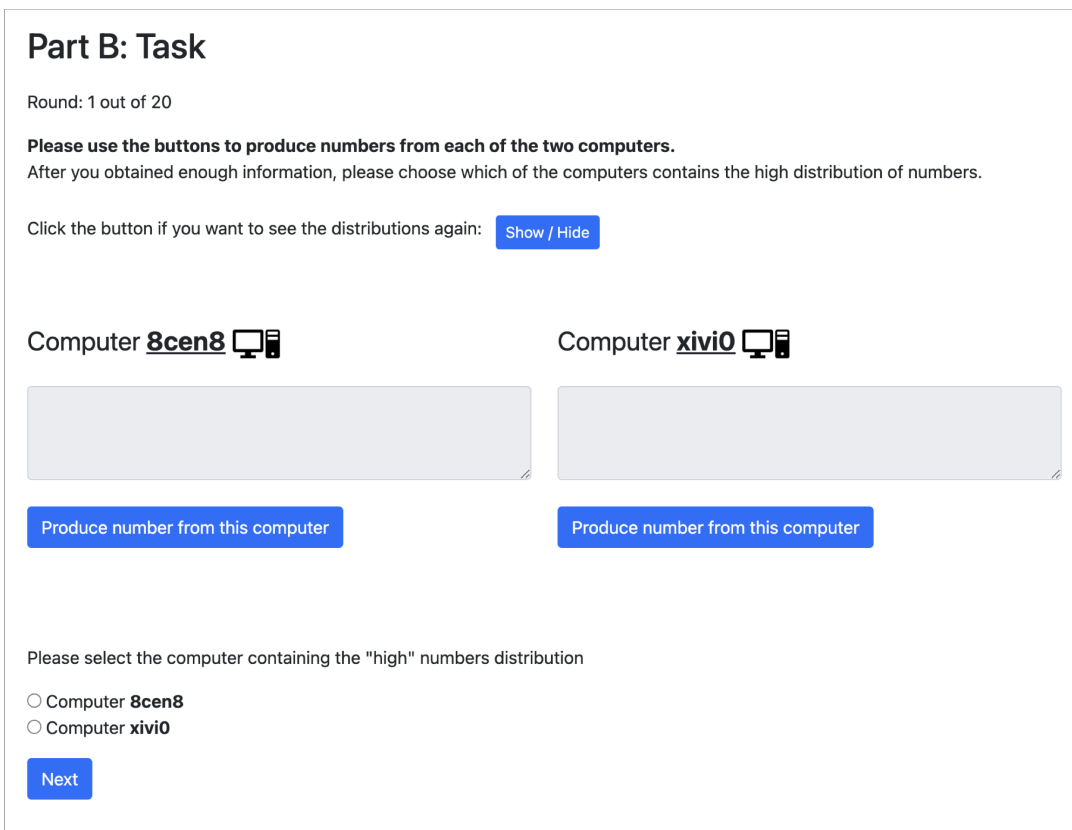 Part B: Task
Round: 1 out of 20
Please use the buttons to produce numbers from each of the two computers.
After you obtained enough information, please choose which of the computers contains the high distribution of numbers.
Click the button if you want to see the distributions again: Show / Hide
Computer 8cen8
Computer xivi0
Produce number from this computer
Produce number from this computer
Please select the computer containing the "high" numbers distribution
Computer 8cen8
Computer xivi0
Next